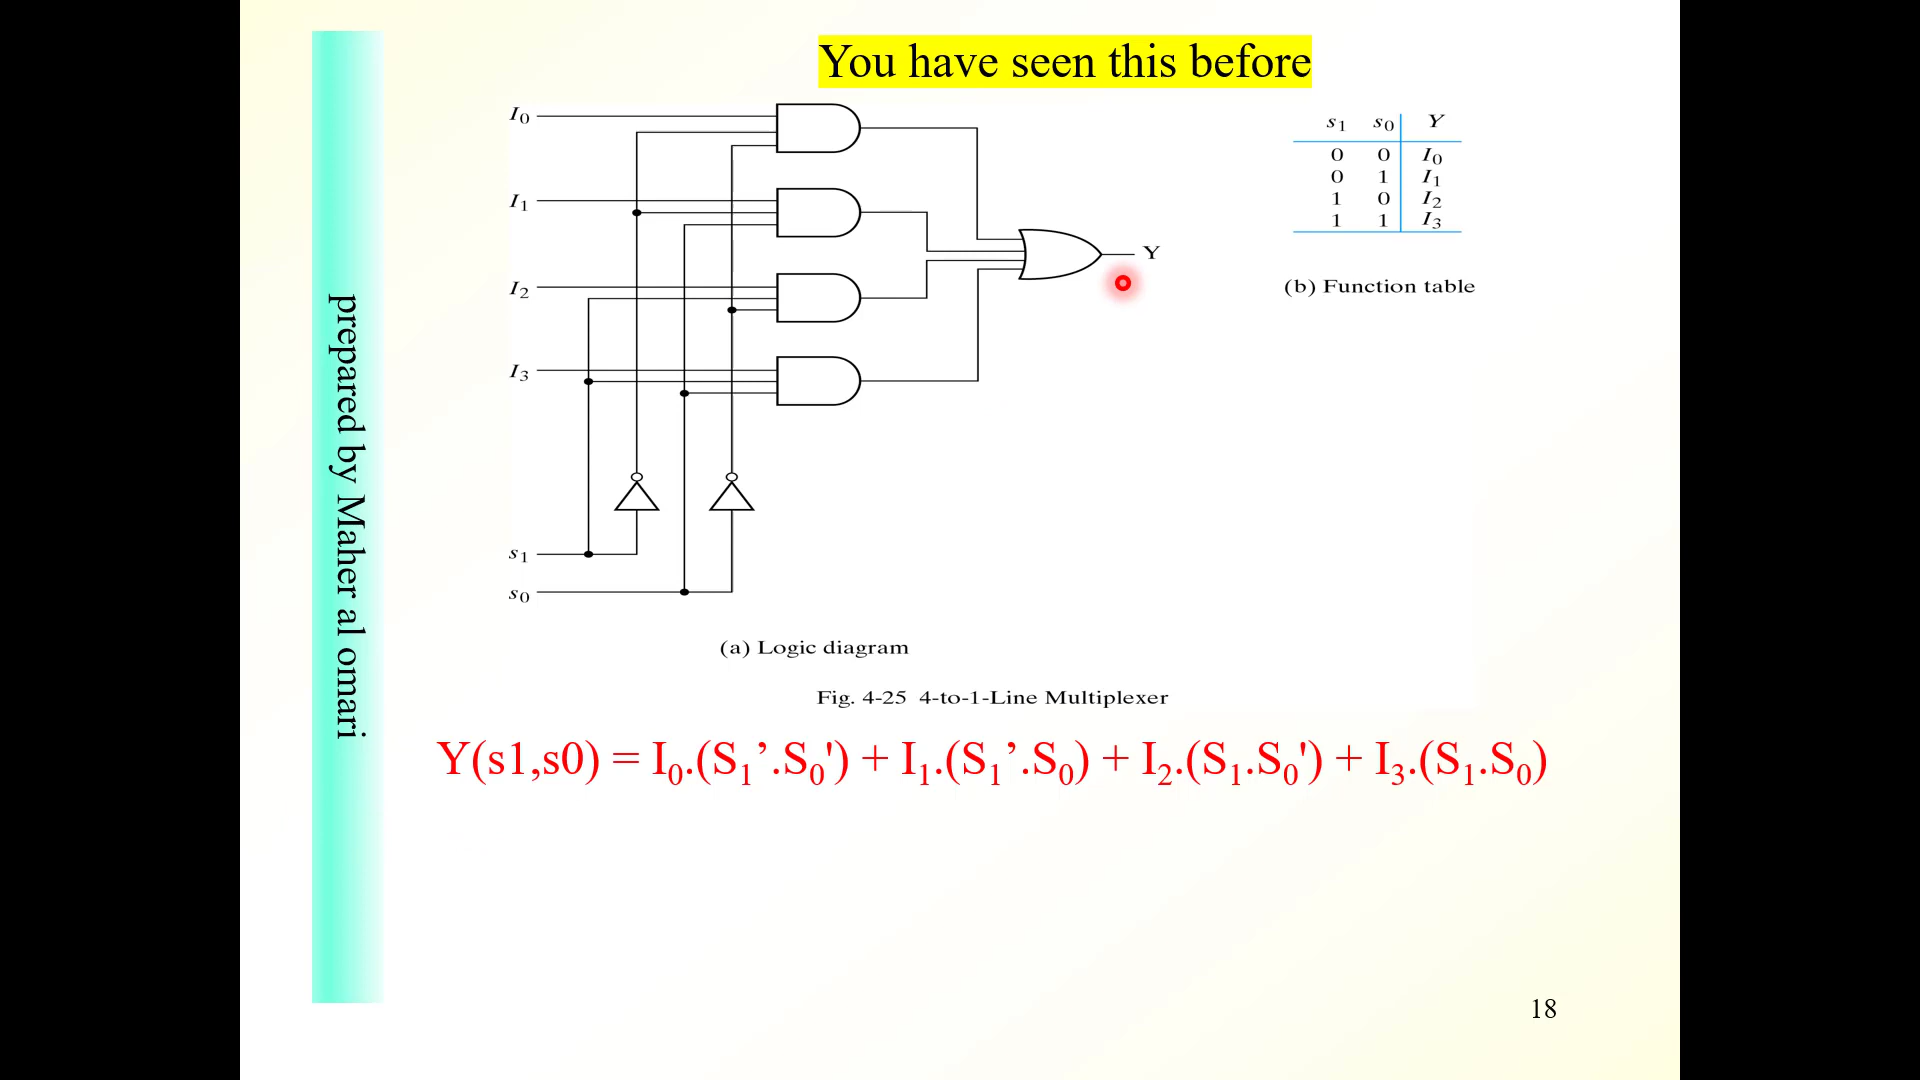 You have seen this before
I0
I1
I2
I3
s1
s0
Y
s1 s0 Y
0 0 I0
0 1 I1
1 0 I2
1 1 I3
(b) Function table
(a) Logic diagram
Fig. 4-25 4-to-1-Line Multiplexer
Y(s1,s0) = I0.(S1’.S0') + I1.(S1’.S0) + I2.(S1.S0') + I3.(S1.S0)
prepared by Maher al omari
18